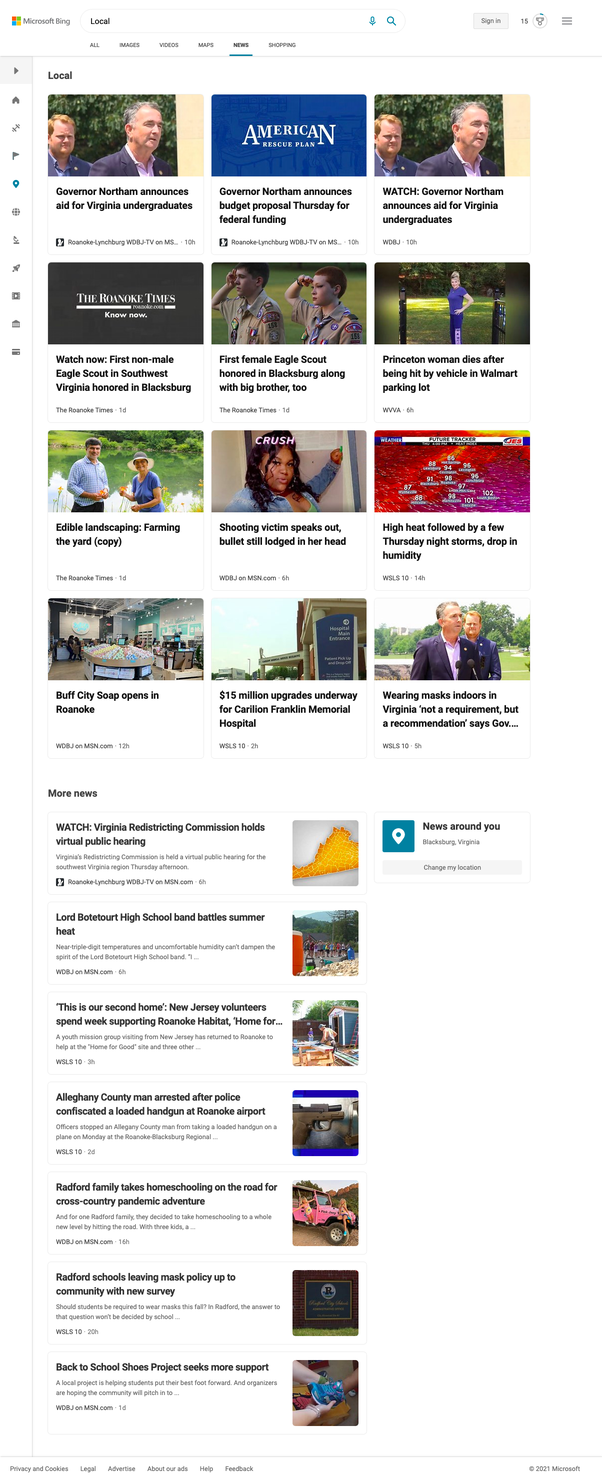 Microsoft Bing
Local
Sign in
15
ALL IMAGES VIDEOS MAPS NEWS SHOPPING
Local
Governor Northam announces
aid for Virginia undergraduates
Roanoke-Lynchburg WDBJ-TV on MS... · 10h
AMERICAN
RESCUE PLAN
Governor Northam announces
budget proposal Thursday for
federal funding
Roanoke-Lynchburg WDBJ-TV on MS... · 10h
WATCH: Governor Northam
announces aid for Virginia
undergraduates
WDBJ · 10h
THE ROANOKE TIMES
roanoke.com
Know now.
Watch now: First non-male
Eagle Scout in Southwest
Virginia honored in Blacksburg
The Roanoke Times · 1d
First female Eagle Scout
honored in Blacksburg along
with big brother, too
The Roanoke Times · 1d
Princeton woman dies after
being hit by vehicle in Walmart
parking lot
WVVA · 6h
Edible landscaping: Farming
the yard (copy)
The Roanoke Times · 1d
CRUSH
Shooting victim speaks out,
bullet still lodged in her head
WDBJ on MSN.com · 6h
WEATHER
FUTURE TRACKER
High heat followed by a few
Thursday night storms, drop in
humidity
WSLS 10 · 14h
Buff City Soap opens in
Roanoke
WDBJ on MSN.com · 12h
Hospital
Main
Entrance
$15 million upgrades underway
for Carilion Franklin Memorial
Hospital
WSLS 10 · 2h
Wearing masks indoors in
Virginia ‘not a requirement, but
a recommendation’ says Gov....
WSLS 10 · 5h
More news
WATCH: Virginia Redistricting Commission holds
virtual public hearing
Virginia's Redistricting Commission is held a virtual public hearing for the
southwest Virginia region Thursday afternoon.
Roanoke-Lynchburg WDBJ-TV on MSN.com · 6h
News around you
Blacksburg, Virginia
Change my location
Lord Botetourt High School band battles summer
heat
Near-triple-digit temperatures and uncomfortable humidity can't dampen the
spirit of the Lord Botetourt High School band. “I ...
WDBJ on MSN.com · 6h
‘This is our second home’: New Jersey volunteers
spend week supporting Roanoke Habitat, ‘Home for...
A youth mission group visiting from New Jersey has returned to Roanoke to
help at the “Home for Good” site and three other ...
WSLS 10 · 3h
Alleghany County man arrested after police
confiscated a loaded handgun at Roanoke airport
Officers stopped an Allegany County man from taking a loaded handgun on a
plane on Monday at the Roanoke-Blacksburg Regional ...
WSLS 10 · 2d
Radford family takes homeschooling on the road for
cross-country pandemic adventure
And for one Radford family, they decided to take homeschooling to a whole
new level by hitting the road. With three kids, a ...
WDBJ on MSN.com · 16h
Radford schools leaving mask policy up to
community with new survey
Should students be required to wear masks this fall? In Radford, the answer to
that question won't be decided by school ...
WSLS 10 · 20h
Back to School Shoes Project seeks more support
A local project is helping students put their best foot forward. And organizers
are hoping the community will pitch in to ...
WDBJ on MSN.com · 1d
Privacy and Cookies Legal Advertise About our ads Help Feedback
© 2021 Microsoft